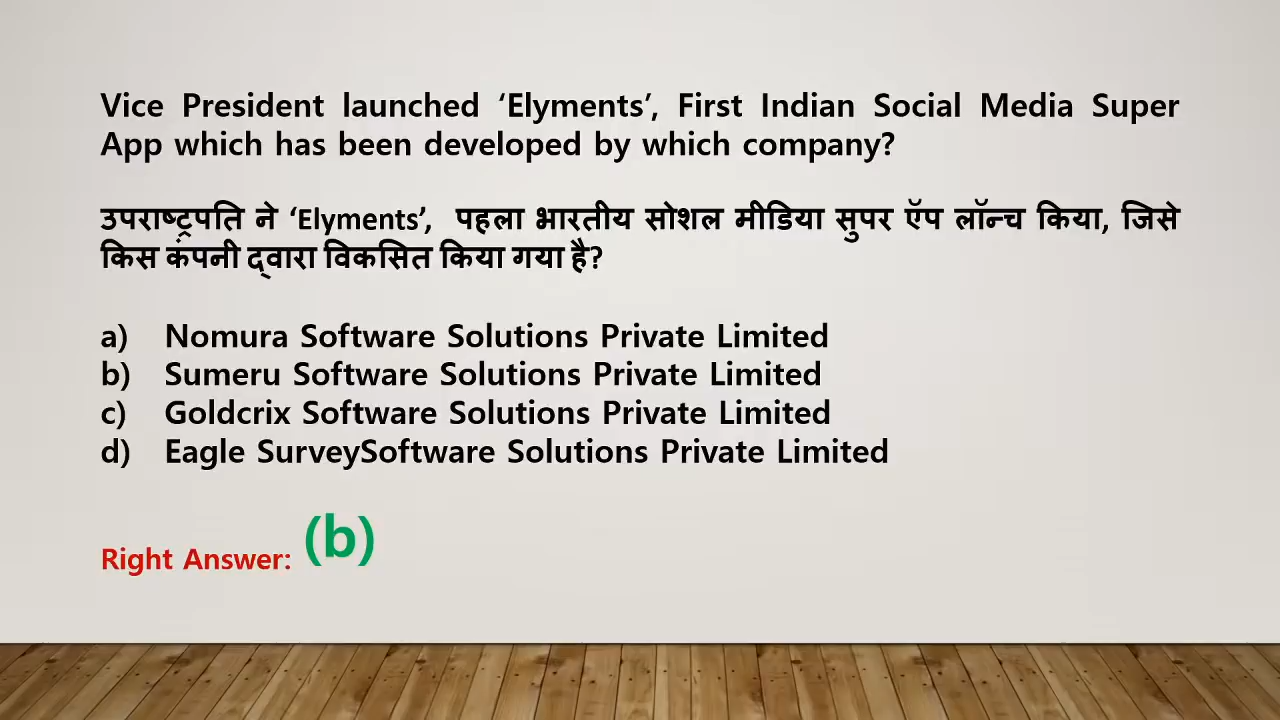 Vice President launched ‘Elyments’, First Indian Social Media Super
App which has been developed by which company?
उपराष्ट्रपति ने ‘Elyments’, पहला भारतीय सोशल मीडिया सुपर ऍप लॉन्च किया, जिसे
किस कंपनी द्वारा विकसित किया गया है?
a) Nomura Software Solutions Private Limited
b) Sumeru Software Solutions Private Limited
c) Goldcrix Software Solutions Private Limited
d) Eagle SurveySoftware Solutions Private Limited
Right Answer: (b)